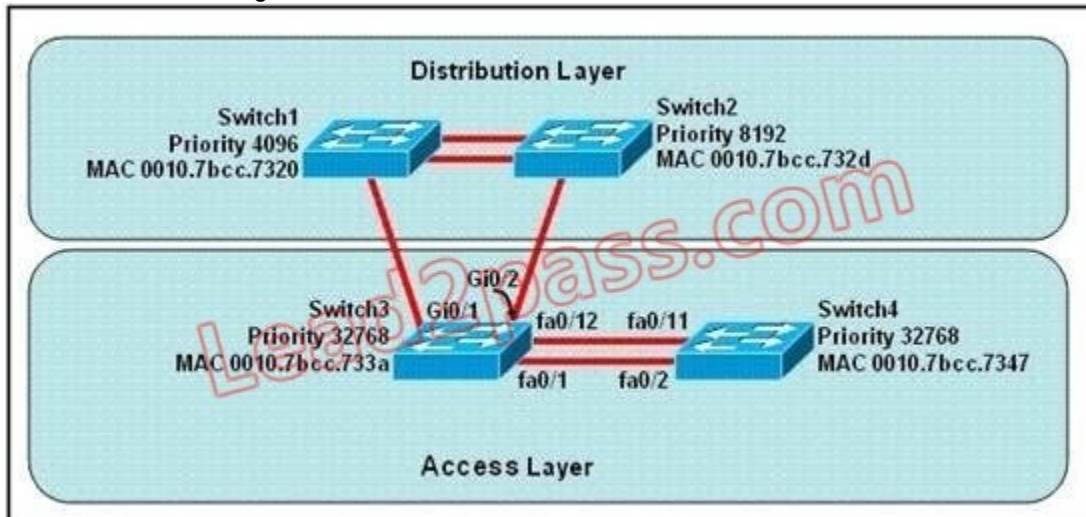 Distribution Layer
Switch1
Priority 4096
MAC 0010.7bcc.7320
Switch2
Priority 8192
MAC 0010.7bcc.732d
Lead2pass.com
Switch3
Priority 32768
MAC 0010.7bcc.733a
Gi0/1
Gi0/2
fa0/12
fa0/11
fa0/1
fa0/2
Switch4
Priority 32768
MAC 0010.7bcc.7347
Access Layer